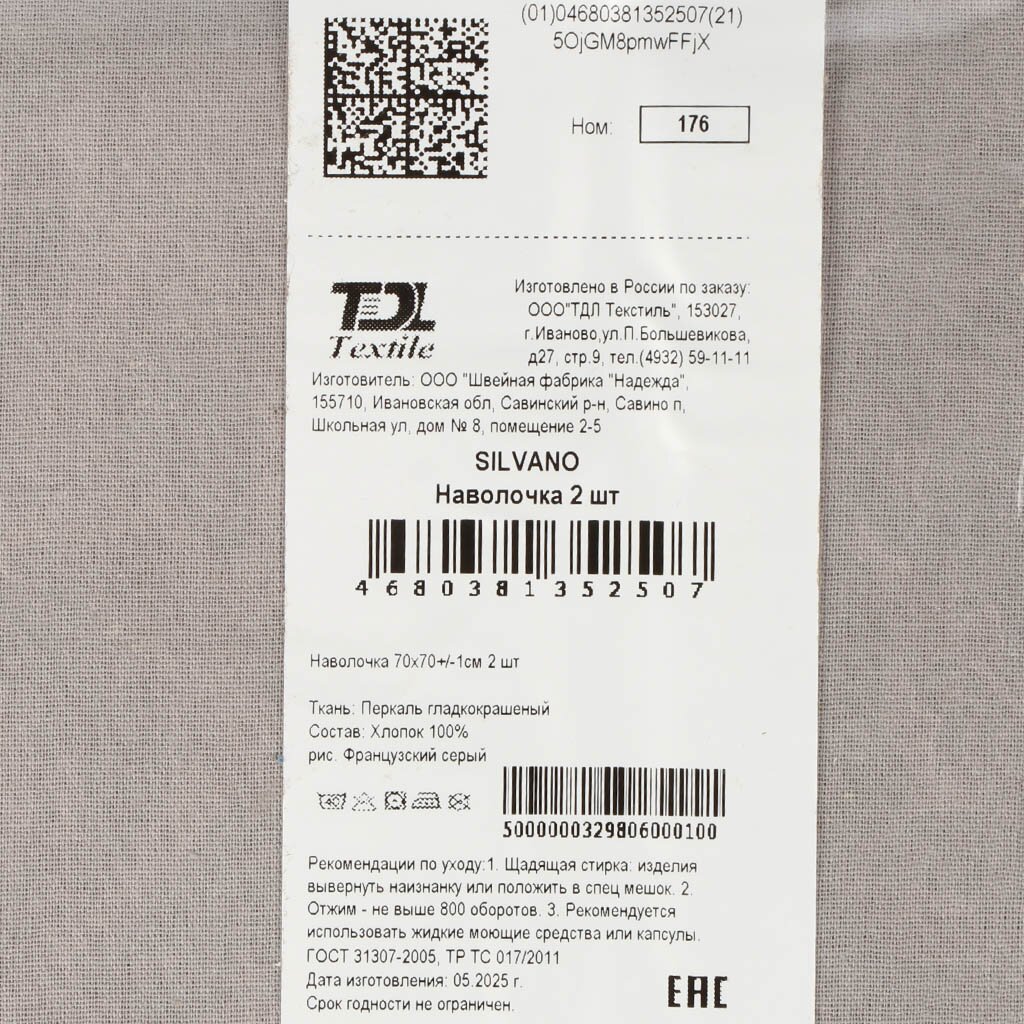 (01)04680381352507(21)
5OjGM8pmwFFjX
Ном: 176
TDL
Textile
Изготовлено в России по заказу:
ООО"ТДЛ Текстиль", 153027,
г.Иваново,ул.П.Большевикова,
д27, стр.9, тел.(4932) 59-11-11
Изготовитель: ООО "Швейная фабрика "Надежда",
155710, Ивановская обл, Савинский р-н, Савино п,
Школьная ул, дом № 8, помещение 2-5
SILVANO
Наволочка 2 шт
4680381352507
Наволочка 70х70+/-1см 2 шт
Ткань: Перкаль гладкокрашеный
Состав: Хлопок 100%
рис. Французский серый
5000000329806000100
Рекомендации по уходу:1. Щадящая стирка: изделия
вывернуть наизнанку или положить в спец мешок. 2.
Отжим - не выше 800 оборотов. 3. Рекомендуется
использовать жидкие моющие средства или капсулы.
ГОСТ 31307-2005, ТР ТС 017/2011
Дата изготовления: 05.2025 г.
Срок годности не ограничен.
EAC